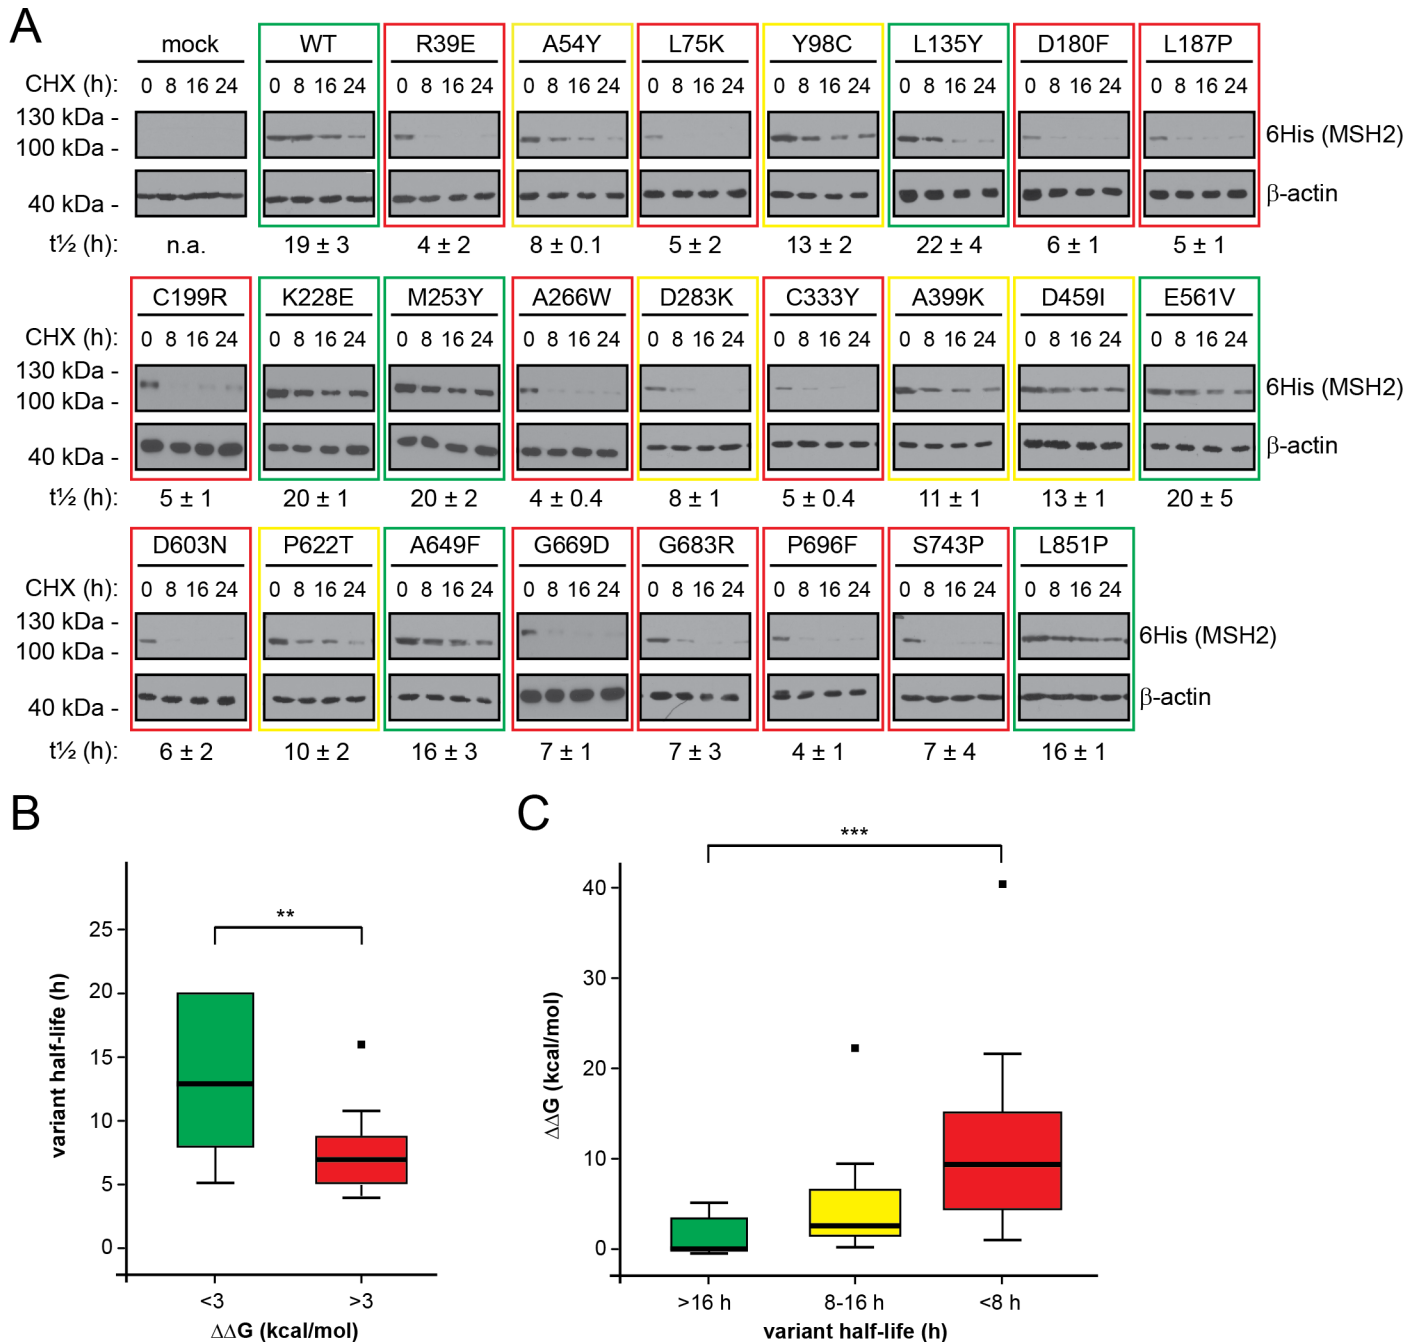 A
mock WT R39E A54Y L75K Y98C L135Y D180F L187P
CHX (h): 0 8 16 24 0 8 16 24 0 8 16 24 0 8 16 24 0 8 16 24 0 8 16 24 0 8 16 24 0 8 16 24 0 8 16 24
130 kDa -
100 kDa -
6His (MSH2)
40 kDa -
β-actin
t½ (h): n.a. 19 ± 3 4 ± 2 8 ± 0.1 5 ± 2 13 ± 2 22 ± 4 6 ± 1 5 ± 1
C199R K228E M253Y A266W D283K C333Y A399K D459I E561V
CHX (h): 0 8 16 24 0 8 16 24 0 8 16 24 0 8 16 24 0 8 16 24 0 8 16 24 0 8 16 24 0 8 16 24 0 8 16 24
130 kDa -
100 kDa -
6His (MSH2)
40 kDa -
β-actin
t½ (h): 5 ± 1 20 ± 1 20 ± 2 4 ± 0.4 8 ± 1 5 ± 0.4 11 ± 1 13 ± 1 20 ± 5
D603N P622T A649F G669D G683R P696F S743P L851P
CHX (h): 0 8 16 24 0 8 16 24 0 8 16 24 0 8 16 24 0 8 16 24 0 8 16 24 0 8 16 24 0 8 16 24
130 kDa -
100 kDa -
6His (MSH2)
40 kDa -
β-actin
t½ (h): 6 ± 2 10 ± 2 16 ± 3 7 ± 1 7 ± 3 4 ± 1 7 ± 4 16 ± 1
B
**
25
20
15
10
5
0
variant half-life (h)
<3 >3
ΔΔG (kcal/mol)
C
***
40
30
20
10
0
ΔΔG (kcal/mol)
>16 h 8-16 h <8 h
variant half-life (h)